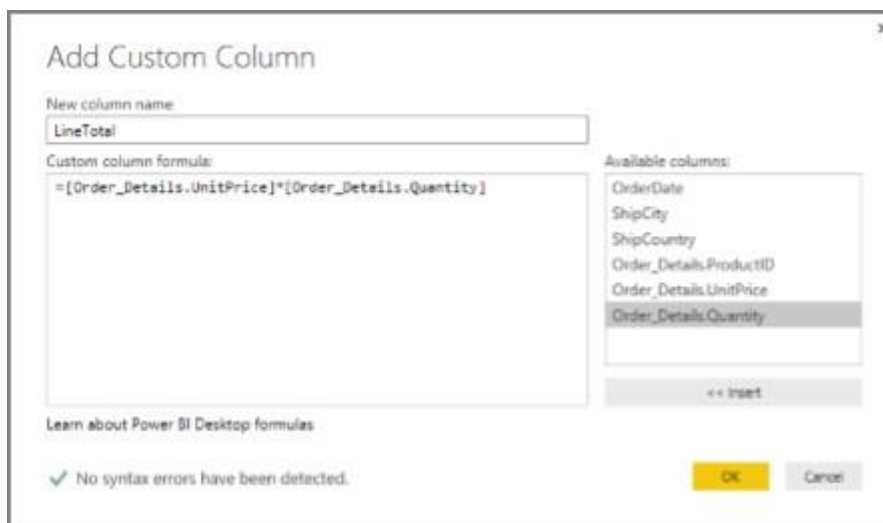 Add Custom Column
New column name
LineTotal
Custom column formula:
=[Order_Details.UnitPrice]*[Order_Details.Quantity]
Available columns:
OrderDate
ShipCity
ShipCountry
Order_Details.ProductID
Order_Details.UnitPrice
Order_Details.Quantity
<< Insert
Learn about Power BI Desktop formulas
No syntax errors have been detected.
OK
Cancel